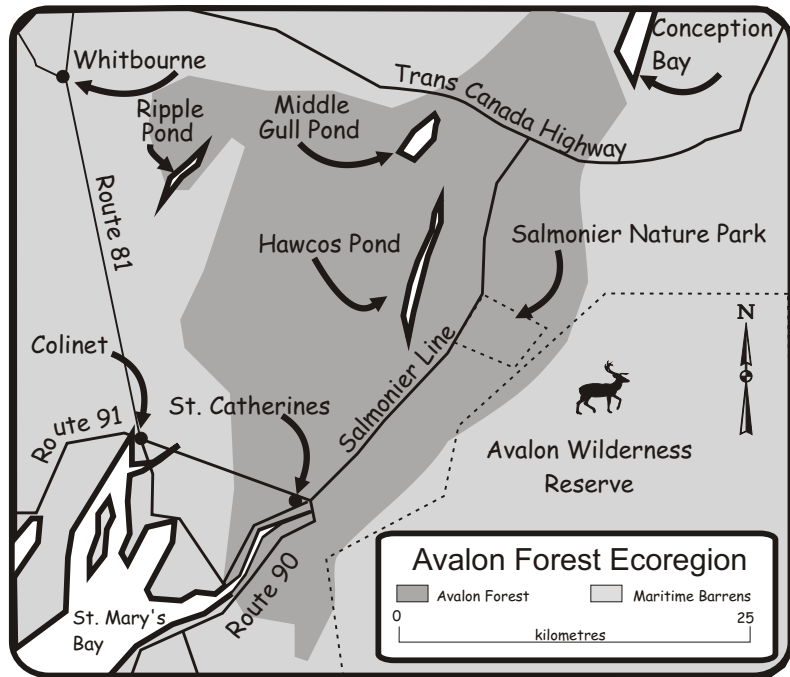 Conception
Bay
Whitbourne
Trans Canada Highway
Ripple
Pond
Middle
Gull Pond
Route 81
Hawcos Pond
Salmonier Nature Park
N
Colinet
Salmonier Line
St. Catherines
Route 91
Avalon Wilderness
Reserve
Route 90
St. Mary's
Bay
Avalon Forest Ecoregion
Avalon Forest
Maritime Barrens
0
25
kilometres